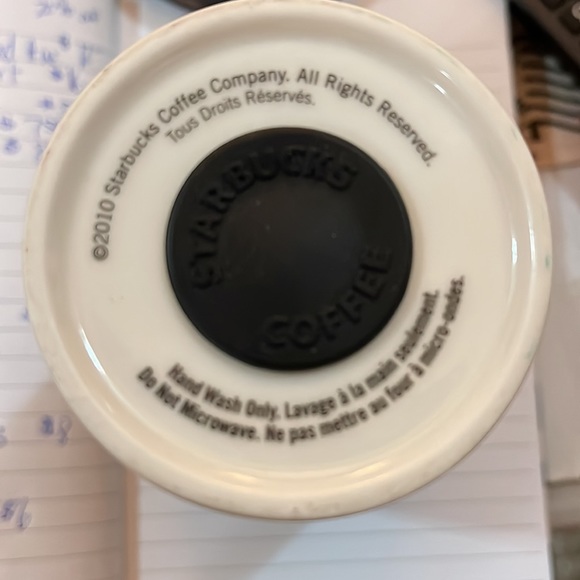 ©2010 Starbucks Coffee Company. All Rights Reserved.
Tous Droits Réservés.
STARBUCKS
COFFEE
Hand Wash Only. Lavage à la main seulement.
Do Not Microwave. Ne pas mettre au four à micro-ondes.